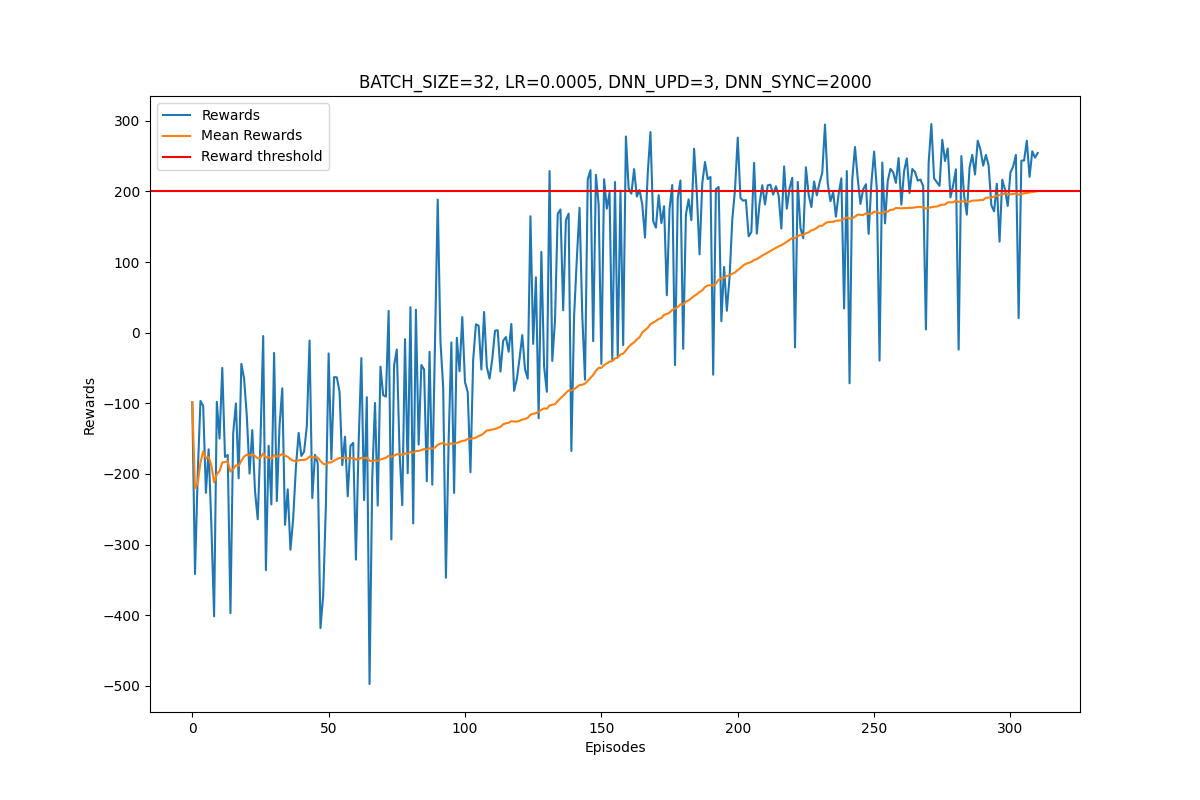 BATCH_SIZE=32, LR=0.0005, DNN_UPD=3, DNN_SYNC=2000
Rewards
Mean Rewards
Reward threshold
300
200
100
0
−100
−200
−300
−400
−500
Rewards
0 50 100 150 200 250 300
Episodes